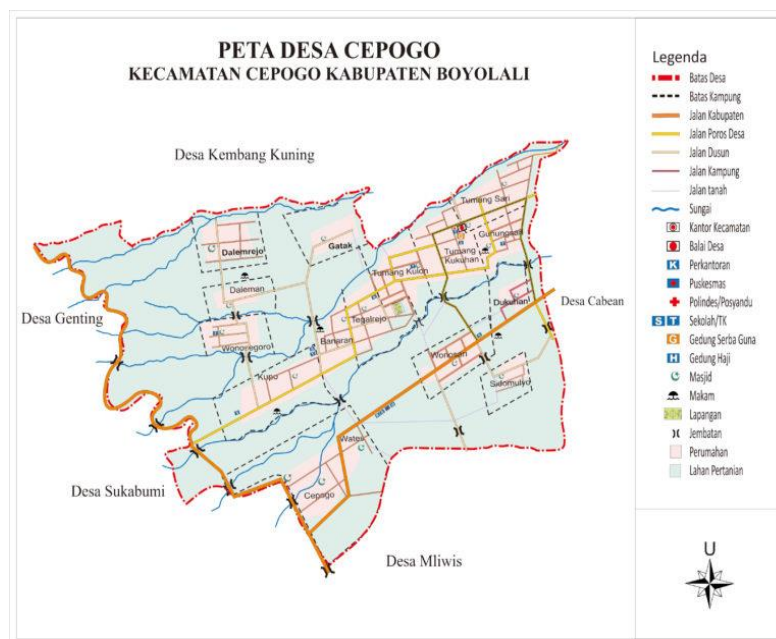 PETA DESA CEPOGO
KECAMATAN CEPOGO KABUPATEN BOYOLALI
Desa Kembang Kuning
Tumang Sari
Gunungsari
Dalemrejo
Gatak
Tumang
Kukuhan
Tumang Kulon
Daleman
Dukuhan
Desa Cabean
Desa Genting
Tegalrejo
Wonoregoro
Banaran
Wonosari
Kupo
Sidomulyo
Desa Sukabumi
Cepogo
Desa Mliwis
Legenda
Batas Desa
Batas Kampung
Jalan Kabupaten
Jalan Poros Desa
Jalan Dusun
Jalan Kampung
Jalan tanah
Sungai
Kantor Kecamatan
Balai Desa
K Perkantoran
Puskesmas
Polindes/Posyandu
S T Sekolah/TK
G Gedung Serba Guna
H Gedung Haji
Masjid
Makam
Lapangan
Jembatan
Perumahan
Lahan Pertanian
U